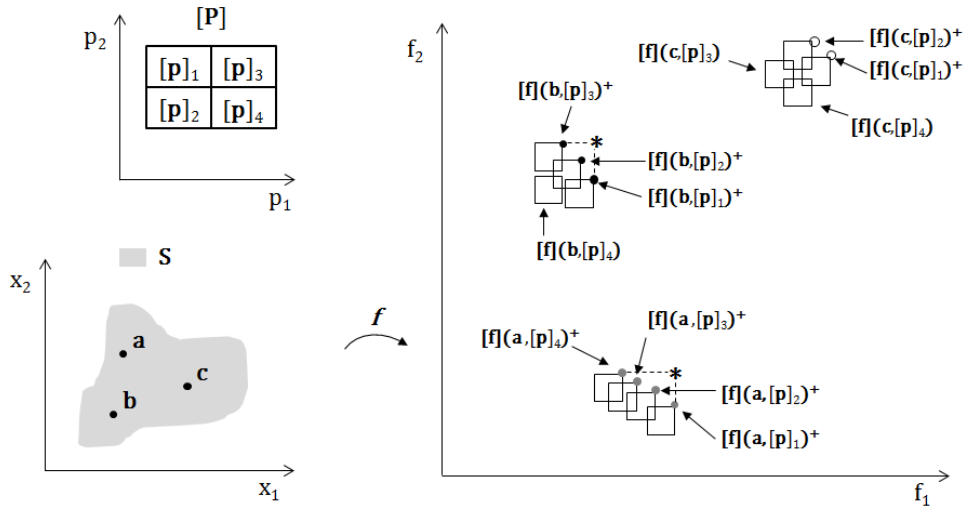 [P]
p₂
[p]₁ [p]₃
[p]₂ [p]₄
p₁
S
x₂
a
b
c
x₁
f
f₂
[f](c,[p]₃)
[f](c,[p]₂)⁺
[f](c,[p]₁)⁺
[f](c,[p]₄)
[f](b,[p]₃)⁺
*
[f](b,[p]₂)⁺
[f](b,[p]₁)⁺
[f](b,[p]₄)
[f](a,[p]₃)⁺
[f](a,[p]₄)⁺
*
[f](a,[p]₂)⁺
[f](a,[p]₁)⁺
f₁